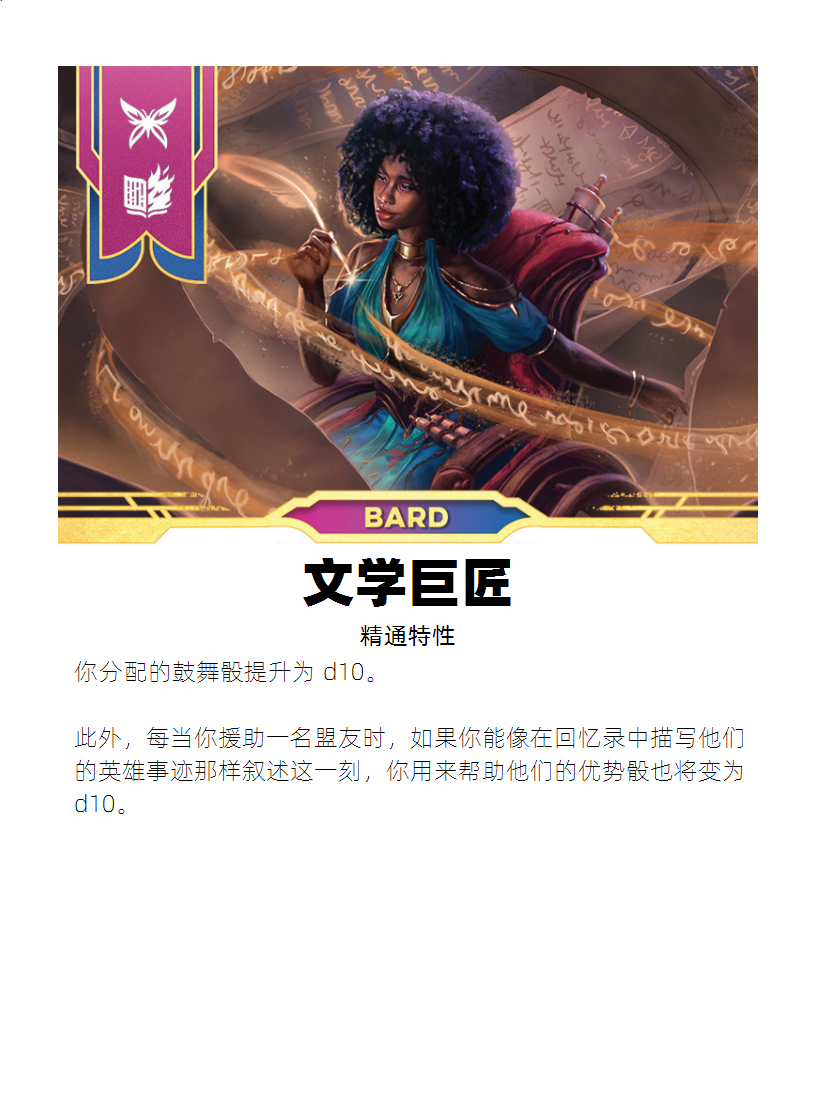 BARD
文学巨匠
精通特性
你分配的鼓舞骰提升为 d10。
此外，每当你援助一名盟友时，如果你能像在回忆录中描写他们
的英雄事迹那样叙述这一刻，你用来帮助他们的优势骰也将变为
d10。